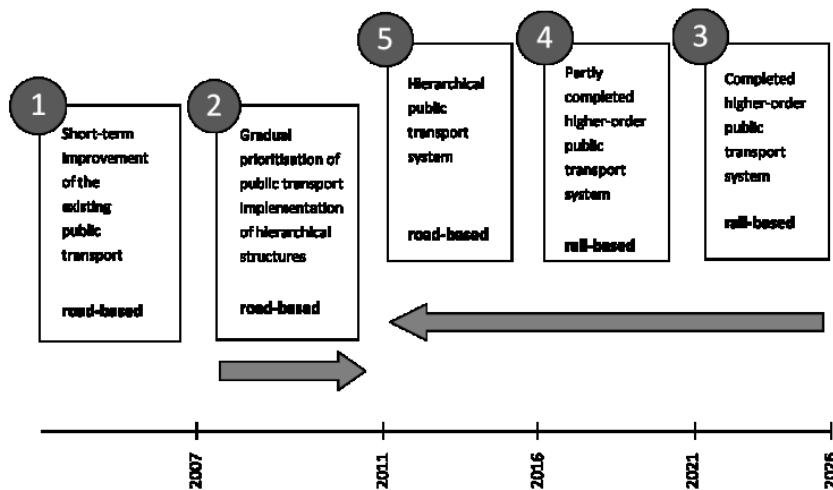 1
Short-term
improvement
of the
existing
public
transport
road-based
2
Gradual
prioritisation of
public transport
implementation
of hierarchical
structures
road-based
5
Hierarchical
public
transport
system
road-based
4
Partly
completed
higher-order
public
transport
system
rail-based
3
Completed
higher-order
public
transport
system
rail-based
2007
2011
2016
2021